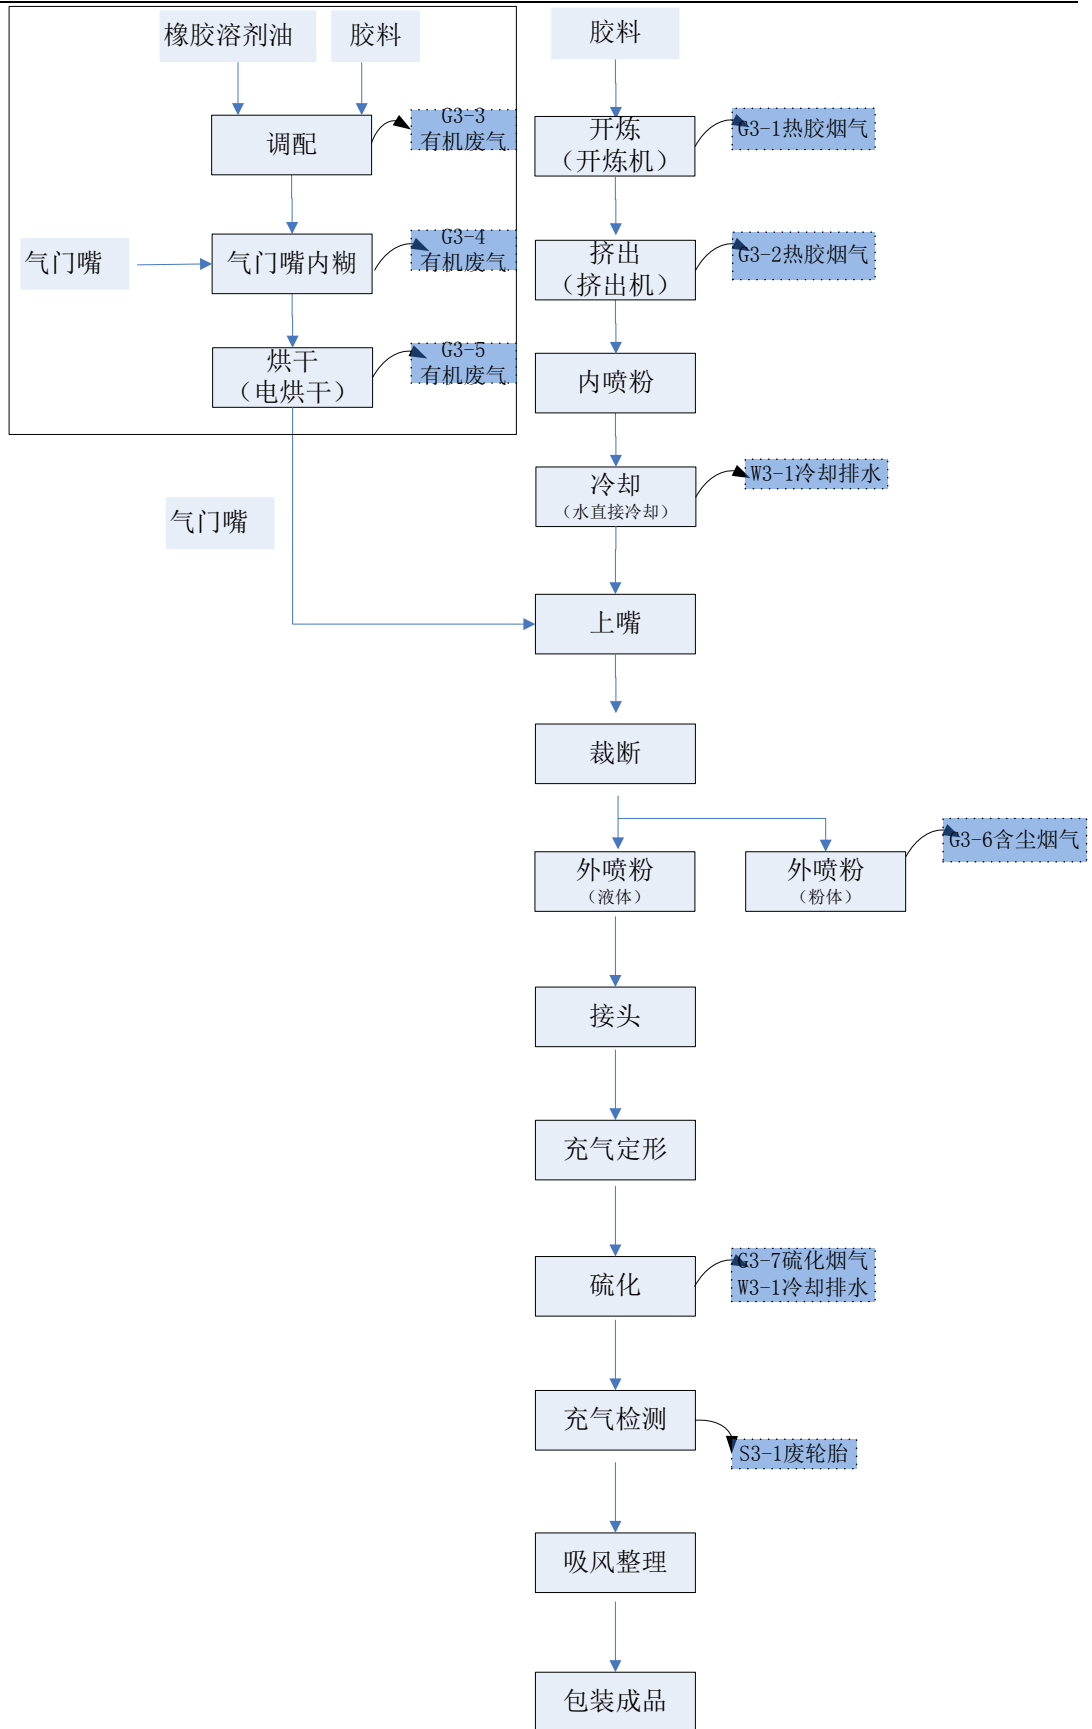 橡胶溶剂油
胶料
胶料
调配
G3-3
有机废气
开炼
（开炼机）
G3-1热胶烟气
气门嘴
气门嘴内糊
G3-4
有机废气
挤出
（挤出机）
G3-2热胶烟气
烘干
（电烘干）
G3-5
有机废气
内喷粉
冷却
（水直接冷却）
W3-1冷却排水
气门嘴
上嘴
裁断
外喷粉
（液体）
外喷粉
（粉体）
G3-6含尘烟气
接头
充气定形
硫化
G3-7硫化烟气
W3-1冷却排水
充气检测
S3-1废轮胎
吸风整理
包装成品